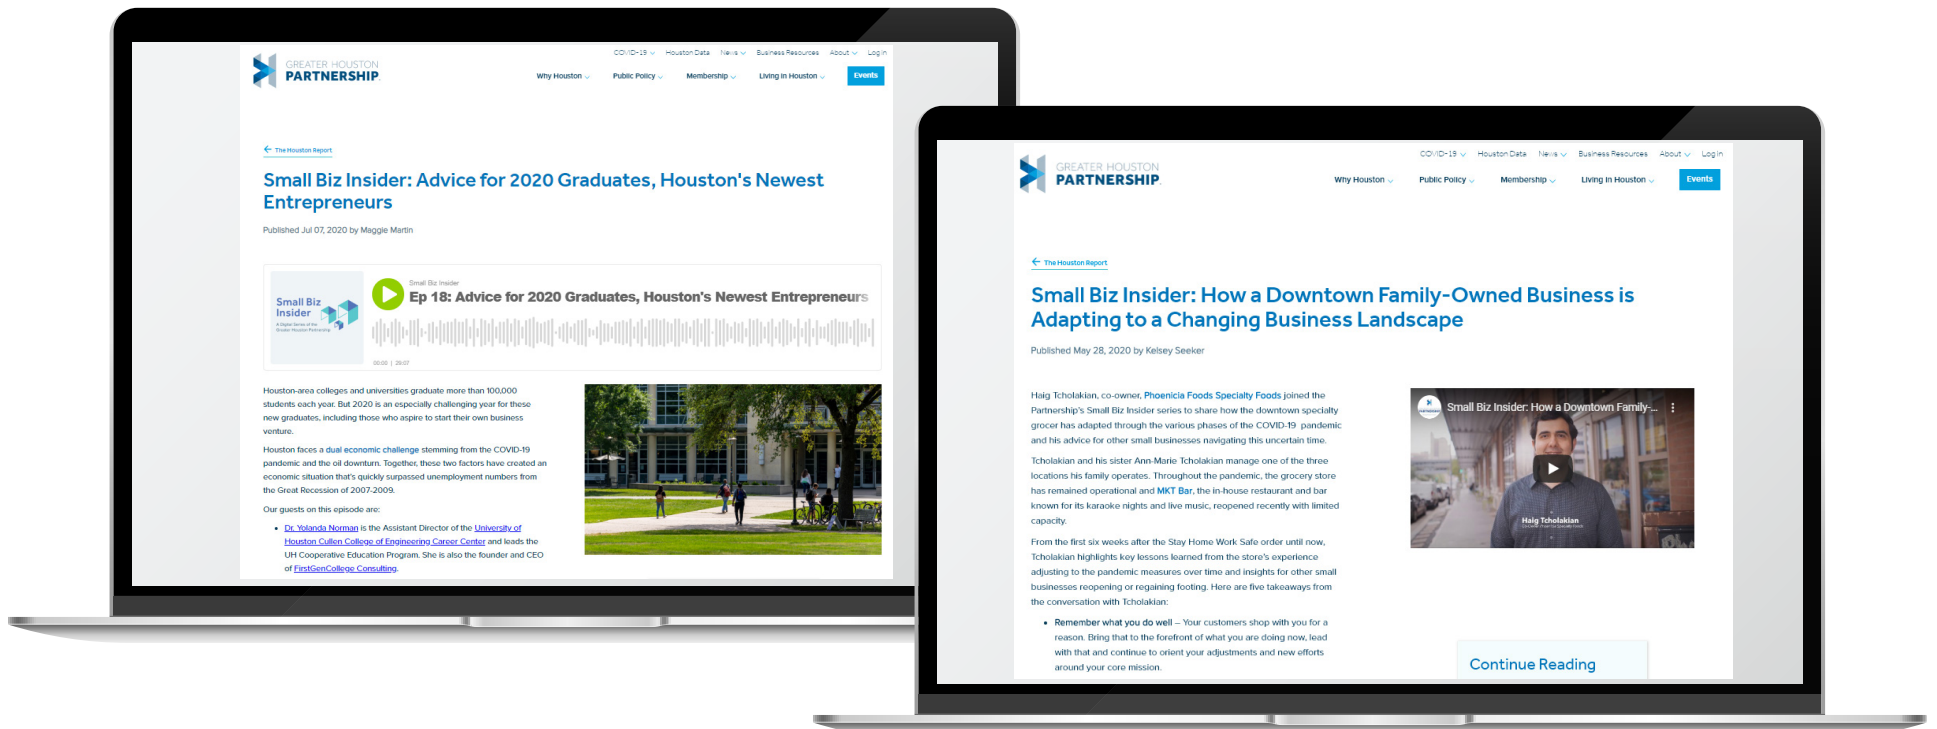 COVID-19 Houston Data News Business Resources About Log in
GREATER HOUSTON
PARTNERSHIP
Why Houston Public Policy Membership Living in Houston Events
The Houston Report
Small Biz Insider: Advice for 2020 Graduates, Houston's Newest
Entrepreneurs
Published Jul 07, 2020 by Maggie Martin
Small Biz
Insider
A Digital Series of the
Greater Houston Partnership
Small Biz Insider
Ep 18: Advice for 2020 Graduates, Houston's Newest Entrepreneurs
00:00 | 29:07
Houston-area colleges and universities graduate more than 100,000
students each year. But 2020 is an especially challenging year for these
new graduates, including those who aspire to start their own business
venture.
Houston faces a dual economic challenge stemming from the COVID-19
pandemic and the oil downturn. Together, these two factors have created an
economic situation that's quickly surpassed unemployment numbers from
the Great Recession of 2007-2009.
Our guests on this episode are:
• Dr. Yolanda Norman is the Assistant Director of the University of
Houston Cullen College of Engineering Career Center and leads the
UH Cooperative Education Program. She is also the founder and CEO
of FirstGenCollege Consulting.
COVID-19 Houston Data News Business Resources About Log in
GREATER HOUSTON
PARTNERSHIP
Why Houston Public Policy Membership Living in Houston Events
The Houston Report
Small Biz Insider: How a Downtown Family-Owned Business is
Adapting to a Changing Business Landscape
Published May 28, 2020 by Kelsey Seeker
Haig Tcholakian, co-owner, Phoenicia Foods Specialty Foods joined the
Partnership's Small Biz Insider series to share how the downtown specialty
grocer has adapted through the various phases of the COVID-19 pandemic
and his advice for other small businesses navigating this uncertain time.
Tcholakian and his sister Ann-Marie Tcholakian manage one of the three
locations his family operates. Throughout the pandemic, the grocery store
has remained operational and MKT Bar, the in-house restaurant and bar
known for its karaoke nights and live music, reopened recently with limited
capacity.
From the first six weeks after the Stay Home Work Safe order until now,
Tcholakian highlights key lessons learned from the store's experience
adjusting to the pandemic measures over time and insights for other small
businesses reopening or regaining footing. Here are five takeaways from
the conversation with Tcholakian:
• Remember what you do well – Your customers shop with you for a
reason. Bring that to the forefront of what you are doing now, lead
with that and continue to orient your adjustments and new efforts
around your core mission.
Small Biz Insider: How a Downtown Family-...
Haig Tcholakian
Continue Reading